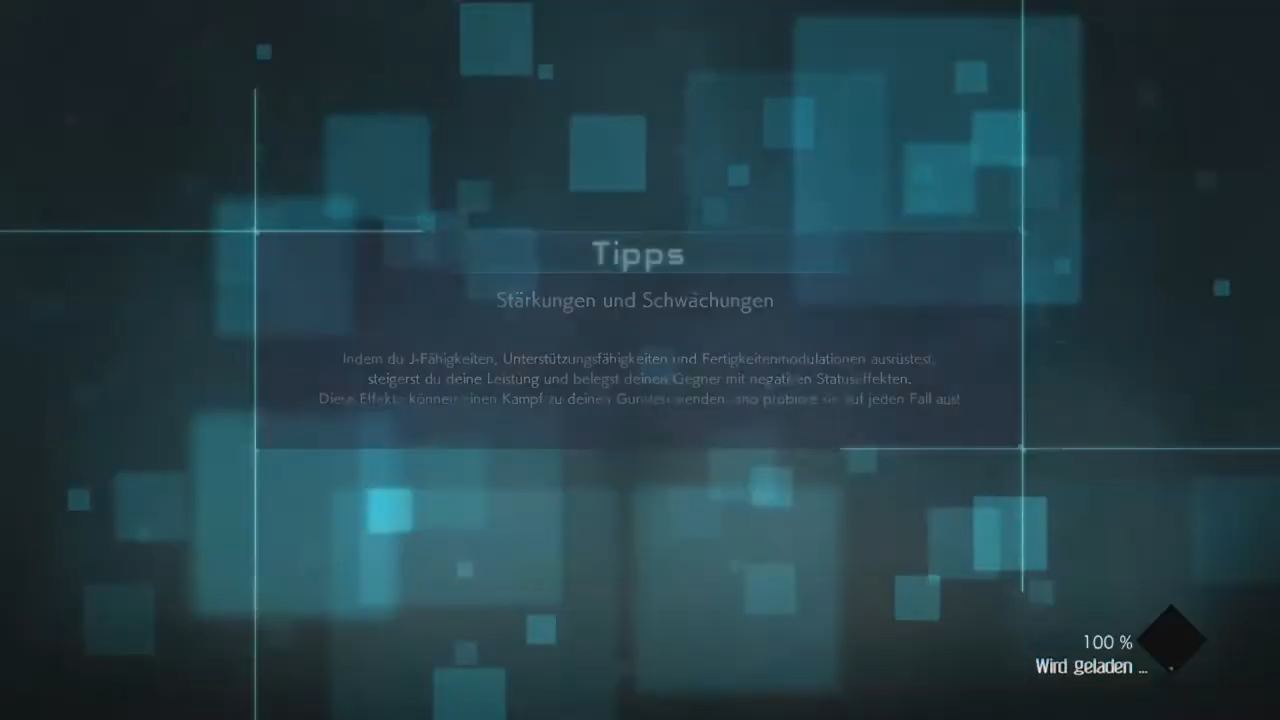 Tipps
Stärkungen und Schwächungen
Indem du J-Fähigkeiten, Unterstützungsfähigkeiten und Fertigkeitenmodulationen ausrüstest,
steigerst du deine Leistung und belegst deinen Gegner mit negativen Statuseffekten.
Diese Effekte können einen Kampf zu deinen Gunsten wenden, also probiere sie auf jeden Fall aus!
100 %
Wird geladen ...